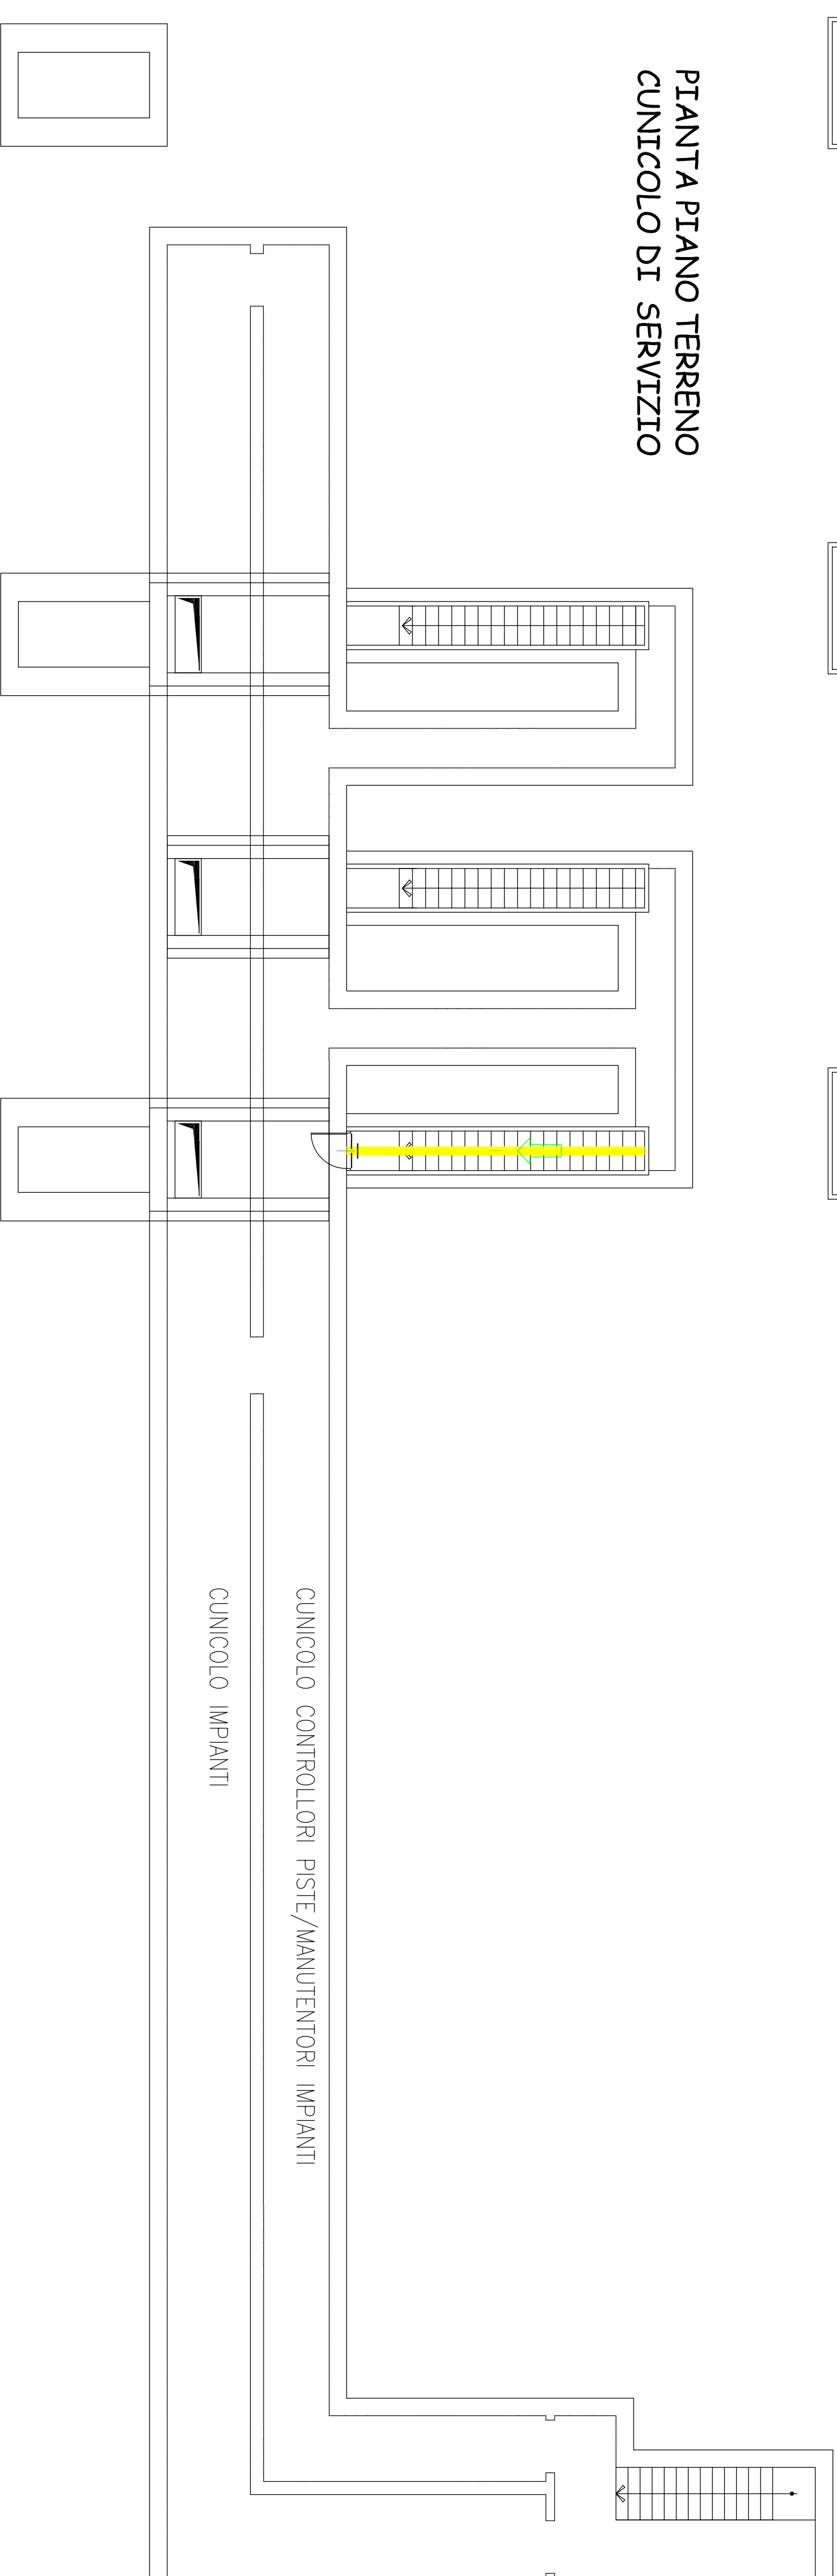 PIANTA PIANO TERRENO
CUNICOLO DI SERVIZIO
CUNICOLO CONTROLLORI PISTE/MANUTENTORI IMPIANTI
CUNICOLO IMPIANTI